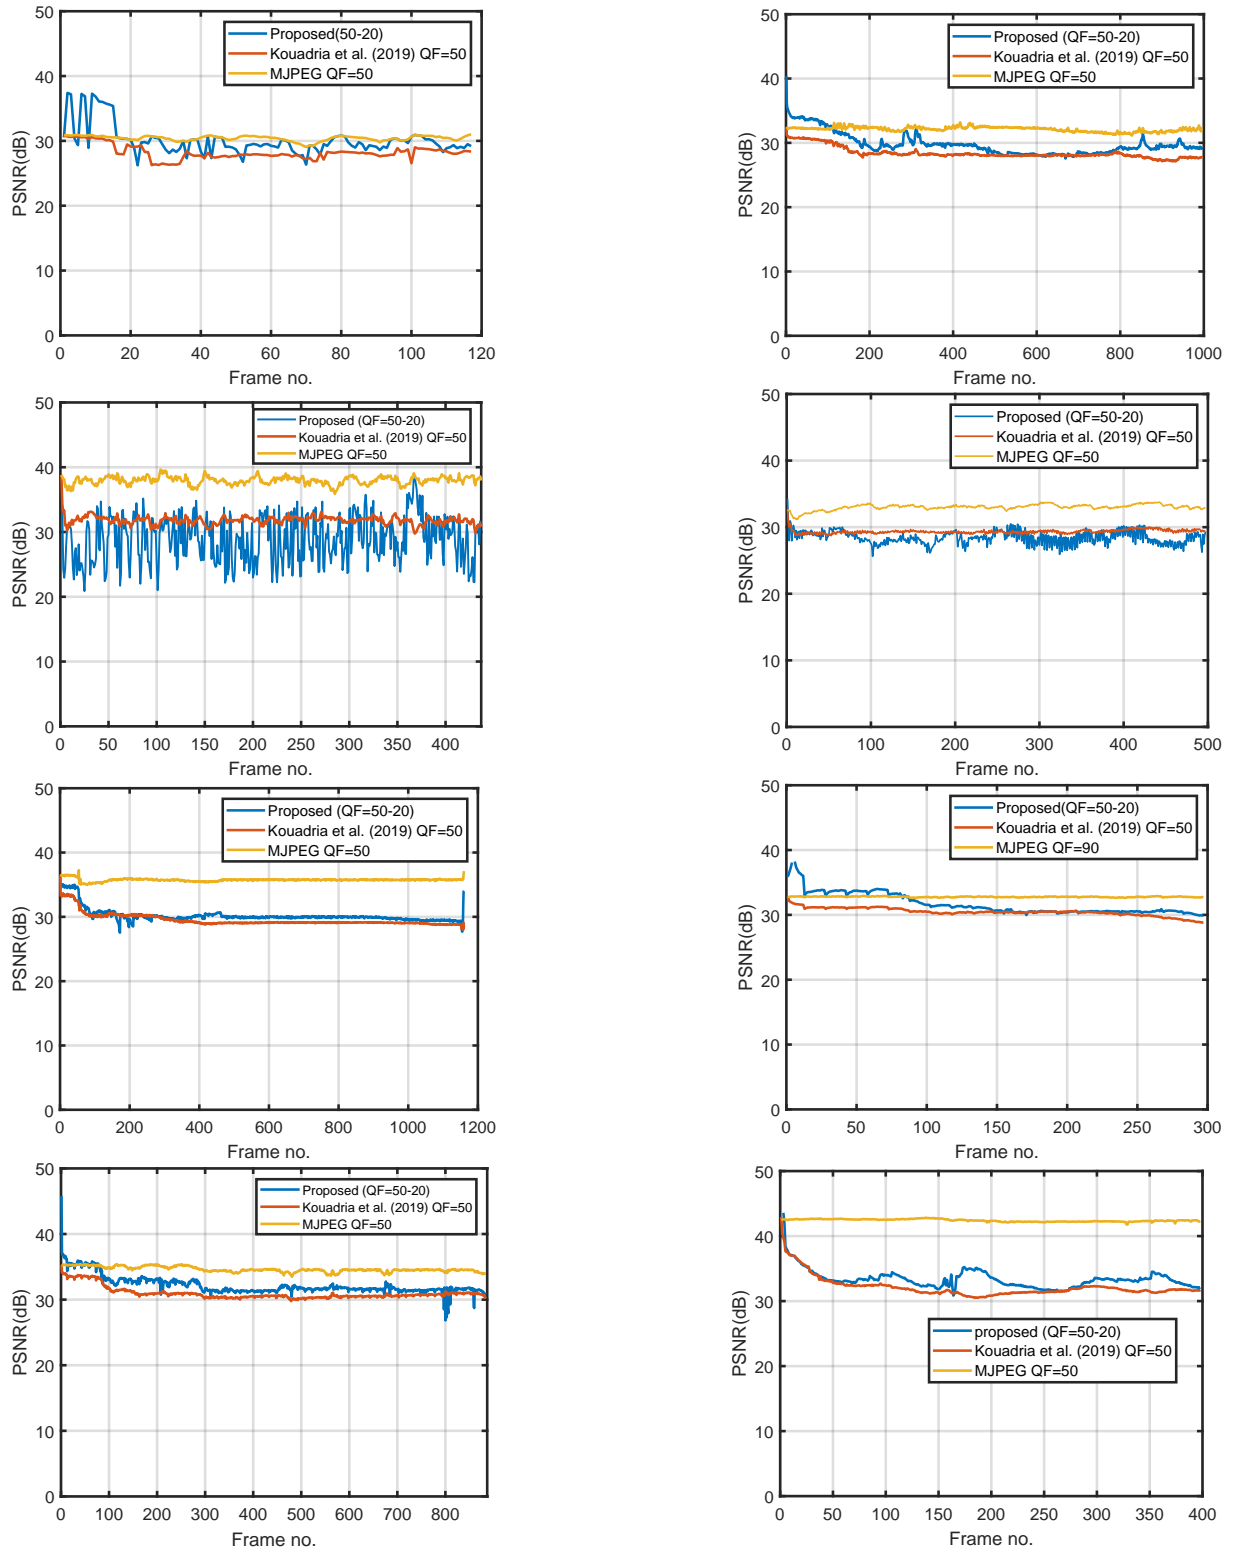 50
40
30
20
10
0
PSNR(dB)
Proposed(50-20)
Kouadria et al. (2019) QF=50
MJPEG QF=50
0 20 40 60 80 100 120
Frame no.
50
40
30
20
10
0
PSNR(dB)
Proposed (QF=50-20)
Kouadria et al. (2019) QF=50
MJPEG QF=50
0 200 400 600 800 1000
Frame no.
50
40
30
20
10
0
PSNR(dB)
Proposed (QF=50-20)
Kouadria et al. (2019) QF=50
MJPEG QF=50
0 50 100 150 200 250 300 350 400
Frame no.
50
40
30
20
10
0
PSNR(dB)
Proposed (QF=50-20)
Kouadria et al. (2019) QF=50
MJPEG QF=50
0 100 200 300 400 500
Frame no.
50
40
30
20
10
0
PSNR(dB)
Proposed (QF=50-20)
Kouadria et al. (2019) QF=50
MJPEG QF=50
0 200 400 600 800 1000 1200
Frame no.
50
40
30
20
10
0
PSNR(dB)
Proposed(QF=50-20)
Kouadria et al. (2019) QF=50
MJPEG QF=90
0 50 100 150 200 250 300
Frame no.
50
40
30
20
10
0
PSNR(dB)
Proposed (QF=50-20)
Kouadria et al. (2019) QF=50
MJPEG QF=50
0 100 200 300 400 500 600 700 800
Frame no.
50
40
30
20
10
0
PSNR(dB)
proposed (QF=50-20)
Kouadria et al. (2019) QF=50
MJPEG QF=50
0 50 100 150 200 250 300 350 400
Frame no.